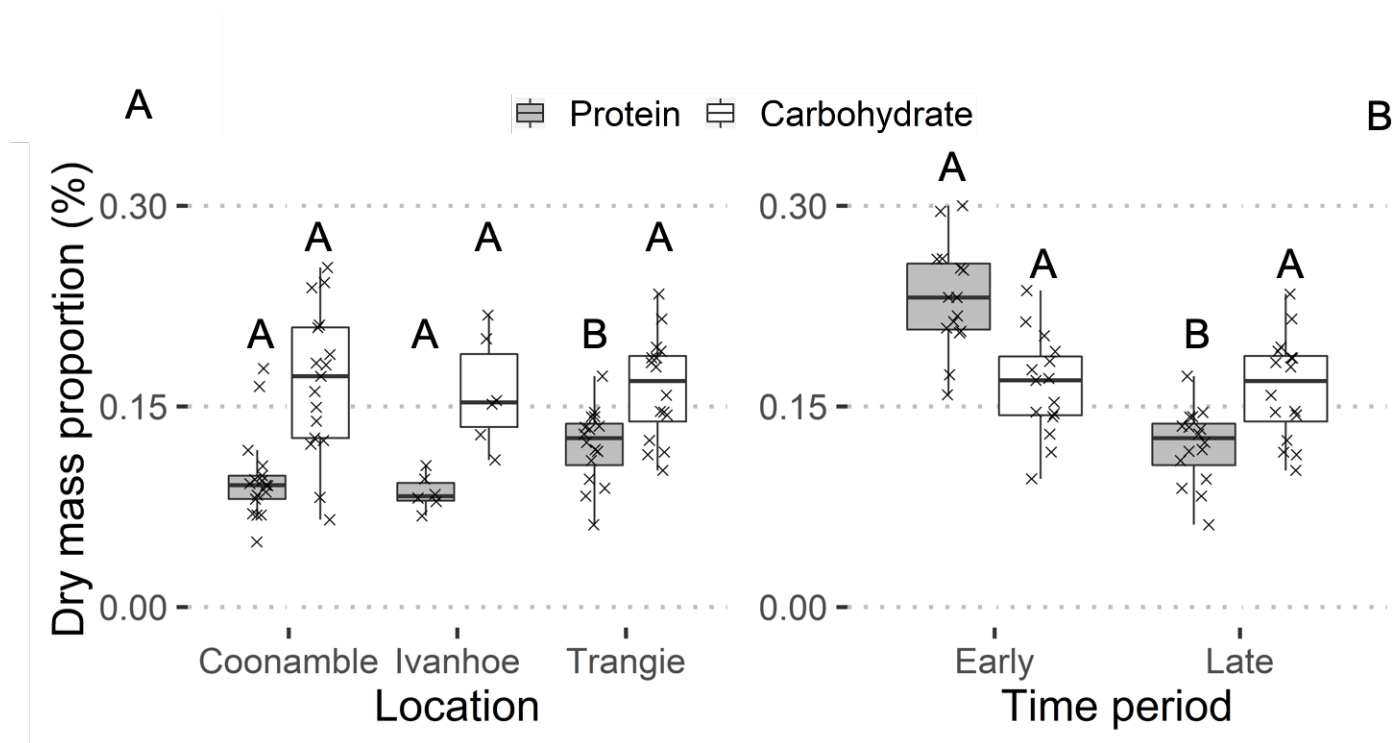 A
Protein
Carbohydrate
B
Dry mass proportion (%)
0.30
0.15
0.00
A
A
A
A
B
A
Coonamble
Ivanhoe
Trangie
Location
0.30
0.15
0.00
A
A
B
A
Early
Late
Time period